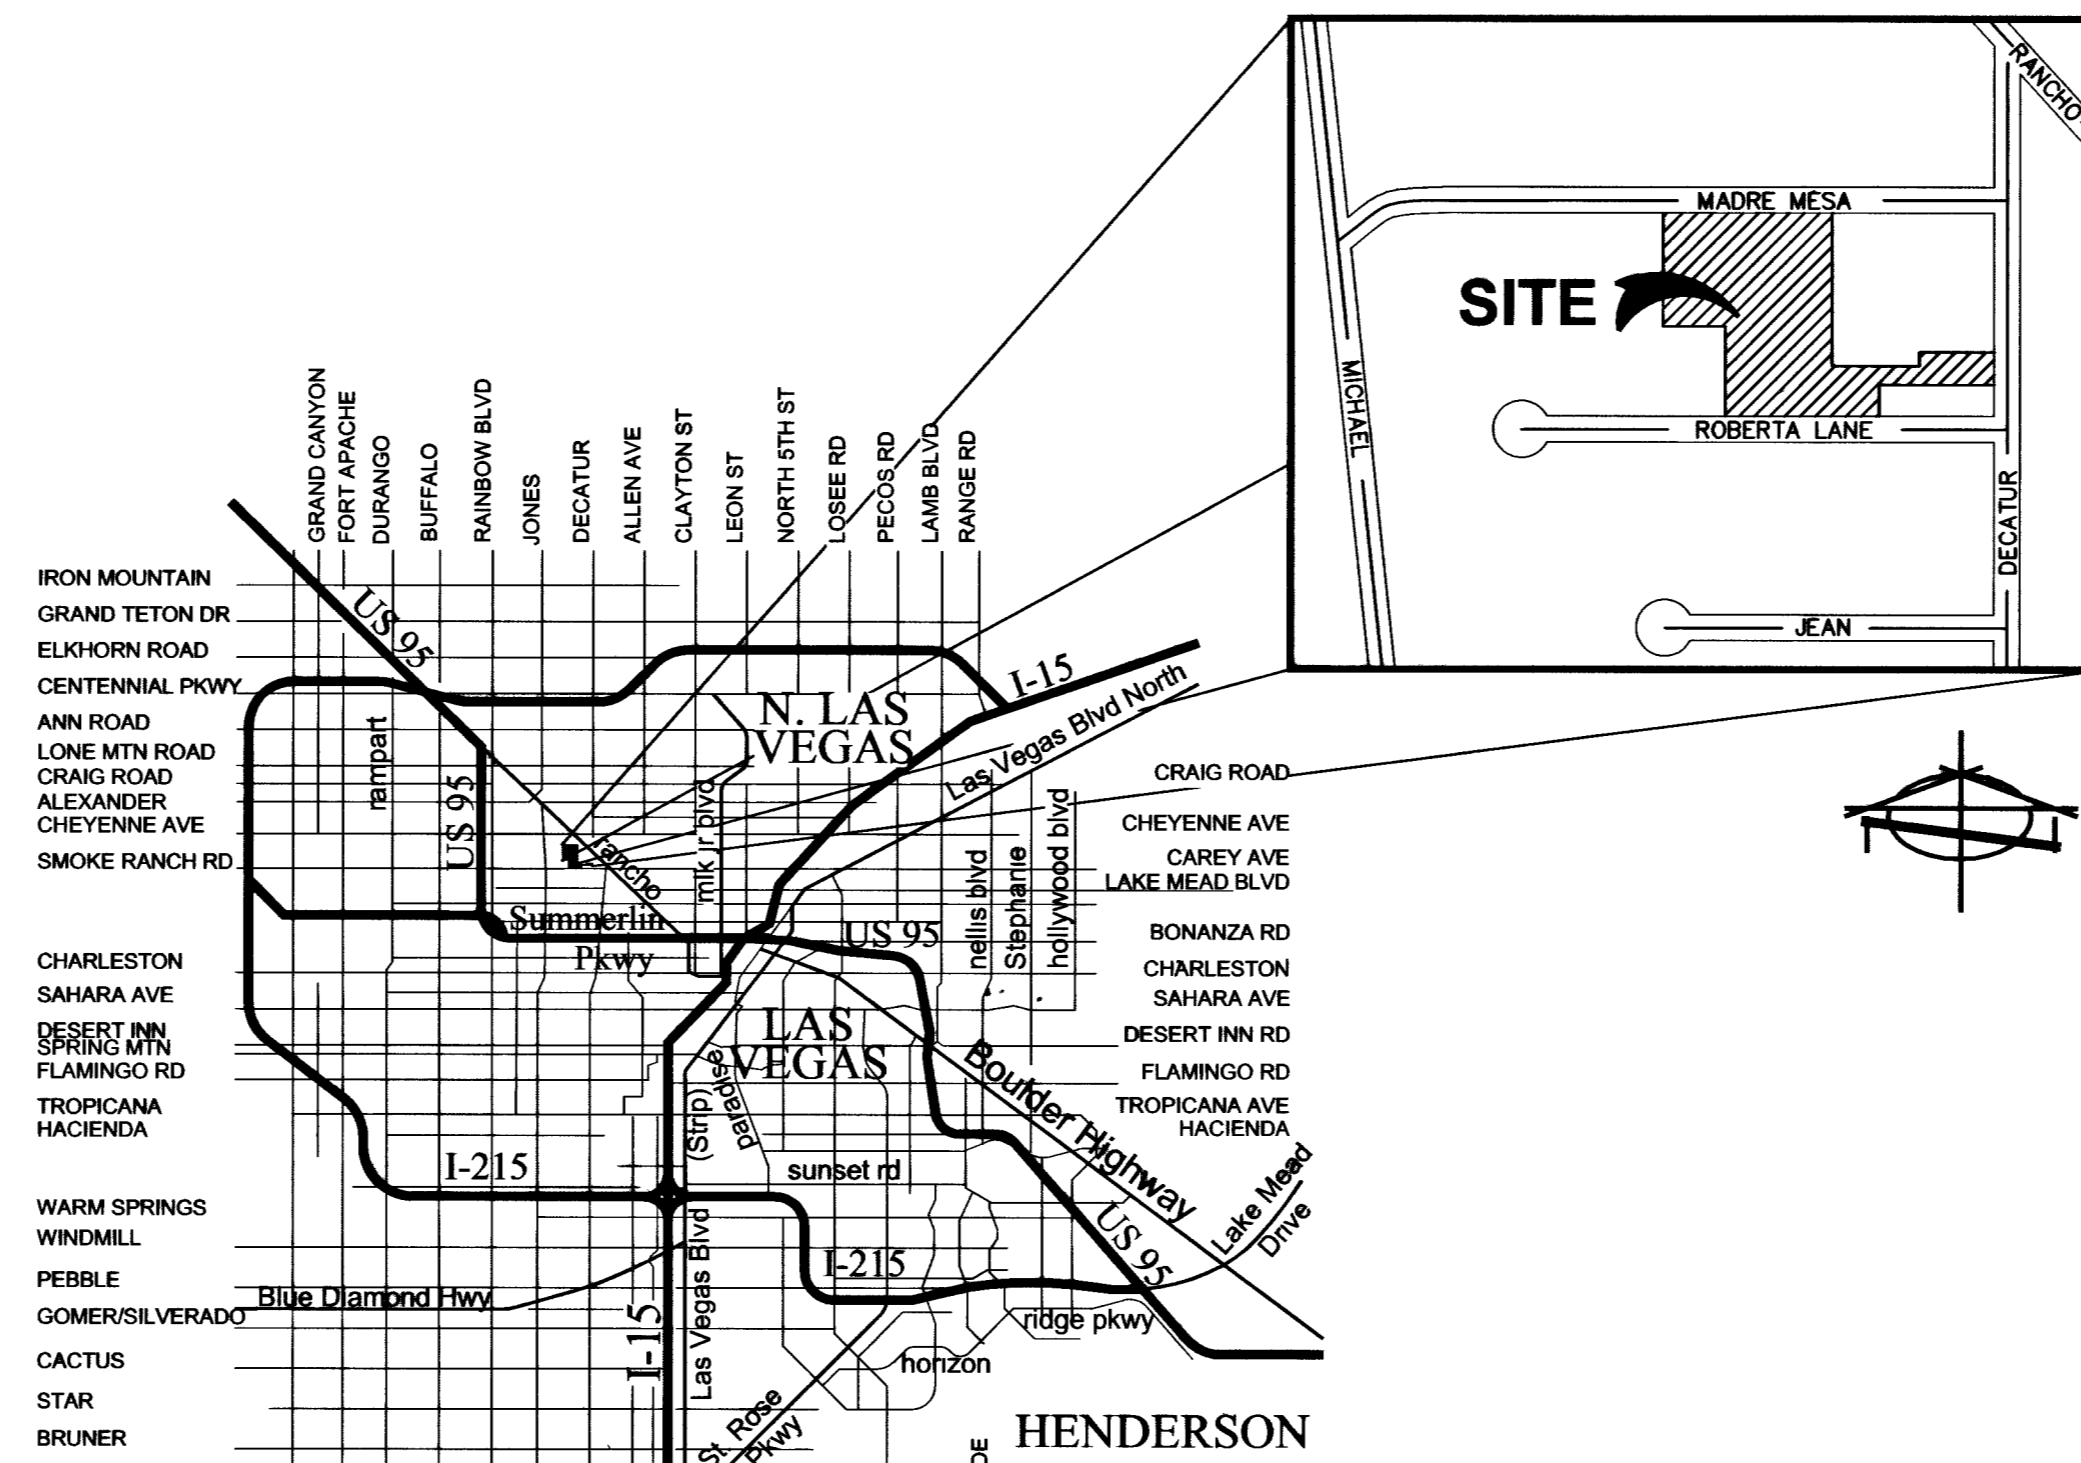 RANCHO
MADRE MESA
SITE
MICHAEL
ROBERTA LANE
DECATUR
JEAN
GRAND CANYON
FORT APACHE
DURANGO
BUFFALO
RAINBOW BLVD
JONES
DECATUR
ALLEN AVE
CLAYTON ST
LEON ST
NORTH 5TH ST
LOSEE RD
PECOS RD
LAMB BLVD
RANGE RD
IRON MOUNTAIN
GRAND TETON DR
ELKHORN ROAD
CENTENNIAL PKWY
ANN ROAD
LONE MTN ROAD
CRAIG ROAD
ALEXANDER
CHEYENNE AVE
SMOKE RANCH RD
CHARLESTON
SAHARA AVE
DESERT INN
SPRING MTN
FLAMINGO RD
TROPICANA
HACIENDA
WARM SPRINGS
WINDMILL
PEBBLE
GOMER/SILVERADO
CACTUS
STAR
BRUNER
US 95
I-15
N. LAS
VEGAS
Las Vegas Blvd North
rampart
US 95
mlk jr blvd
rancho
Summerlin
Pkwy
US 95
nellis blvd
Stephanie
hollywood blvd
CRAIG ROAD
CHEYENNE AVE
CAREY AVE
LAKE MEAD BLVD
BONANZA RD
CHARLESTON
SAHARA AVE
DESERT INN RD
FLAMINGO RD
TROPICANA AVE
HACIENDA
LAS
VEGAS
paradise
(Strip)
Boulder Highway
I-215
sunset rd
Lake Mead
Drive
US 95
I-215
Las Vegas Blvd
Blue Diamond Hwy
I-15
ridge pkwy
horizon
St. Rose
Pkwy
HENDERSON